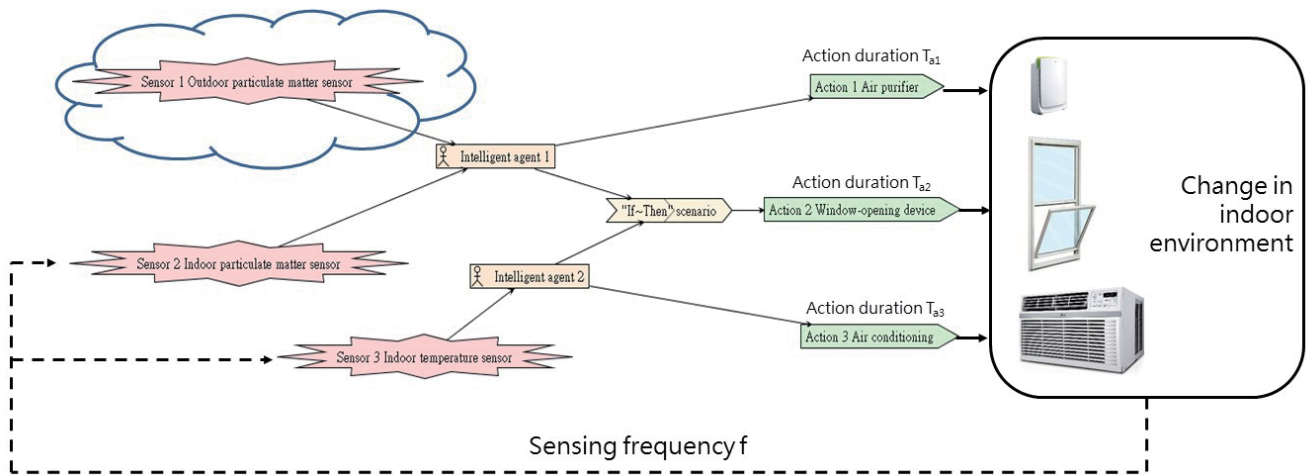 Action duration Ta1
Sensor 1 Outdoor particulate matter sensor
Action 1 Air purifier
Intelligent agent 1
Action duration Ta2
"If~Then" scenario
Action 2 Window-opening device
Change in
indoor
environment
Sensor 2 Indoor particulate matter sensor
Intelligent agent 2
Action duration Ta3
Action 3 Air conditioning
Sensor 3 Indoor temperature sensor
Sensing frequency f